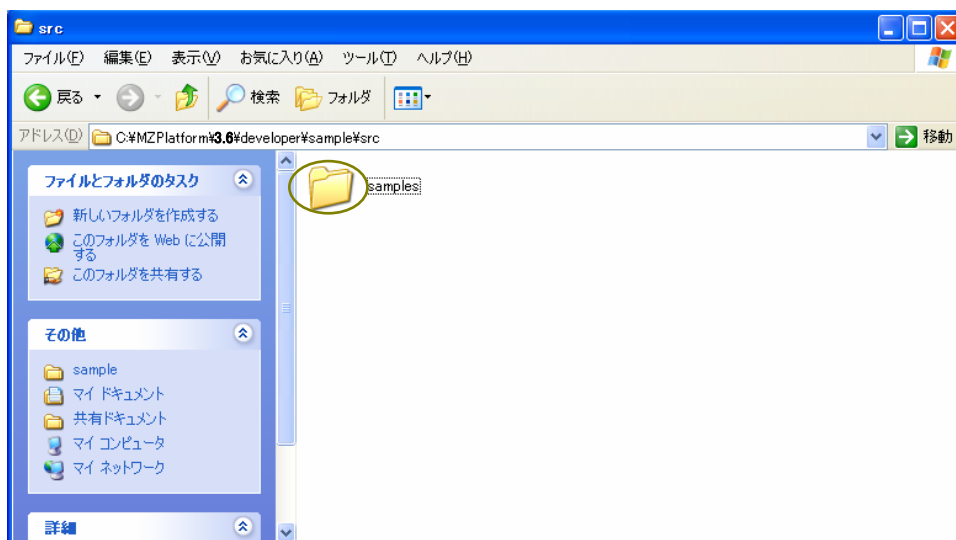 src
ファイル(F) 編集(E) 表示(V) お気に入り(A) ツール(T) ヘルプ(H)
戻る 検索 フォルダ
アドレス(D) C:¥MZPlatform¥3.6¥developer¥sample¥src 移動
ファイルとフォルダのタスク
新しいフォルダを作成する
このフォルダを Web に公開
する
このフォルダを共有する
その他
sample
マイ ドキュメント
共有ドキュメント
マイ コンピュータ
マイ ネットワーク
詳細
samples